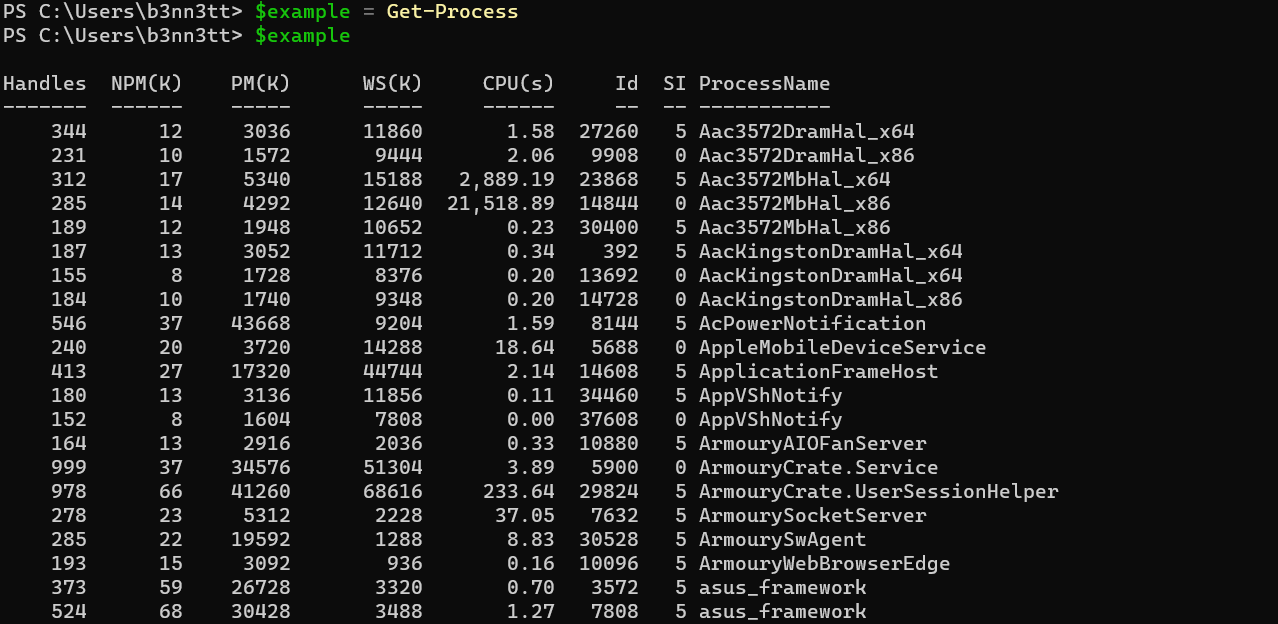 PS C:\Users\b3nn3tt> $example = Get-Process
PS C:\Users\b3nn3tt> $example
Handles  NPM(K)    PM(K)      WS(K)     CPU(s)     Id  SI ProcessName
-------  ------    -----      -----     ------     --  -- -----------
    344      12     3036      11860       1.58  27260   5 Aac3572DramHal_x64
    231      10     1572       9444       2.06   9908   0 Aac3572DramHal_x86
    312      17     5340      15188   2,889.19  23868   5 Aac3572MbHal_x64
    285      14     4292      12640  21,518.89  14844   0 Aac3572MbHal_x86
    189      12     1948      10652       0.23  30400   5 Aac3572MbHal_x86
    187      13     3052      11712       0.34    392   5 AacKingstonDramHal_x64
    155       8     1728       8376       0.20  13692   0 AacKingstonDramHal_x64
    184      10     1740       9348       0.20  14728   0 AacKingstonDramHal_x86
    546      37    43668       9204       1.59   8144   5 AcPowerNotification
    240      20     3720      14288      18.64   5688   0 AppleMobileDeviceService
    413      27    17320      44744       2.14  14608   5 ApplicationFrameHost
    180      13     3136      11856       0.11  34460   5 AppVShNotify
    152       8     1604       7808       0.00  37608   0 AppVShNotify
    164      13     2916       2036       0.33  10880   5 ArmouryAIOFanServer
    999      37    34576      51304       3.89   5900   0 ArmouryCrate.Service
    978      66    41260      68616     233.64  29824   5 ArmouryCrate.UserSessionHelper
    278      23     5312       2228      37.05   7632   5 ArmourySocketServer
    285      22    19592       1288       8.83  30528   5 ArmourySwAgent
    193      15     3092        936       0.16  10096   5 ArmouryWebBrowserEdge
    373      59    26728       3320       0.70   3572   5 asus_framework
    524      68    30428       3488       1.27   7808   5 asus_framework